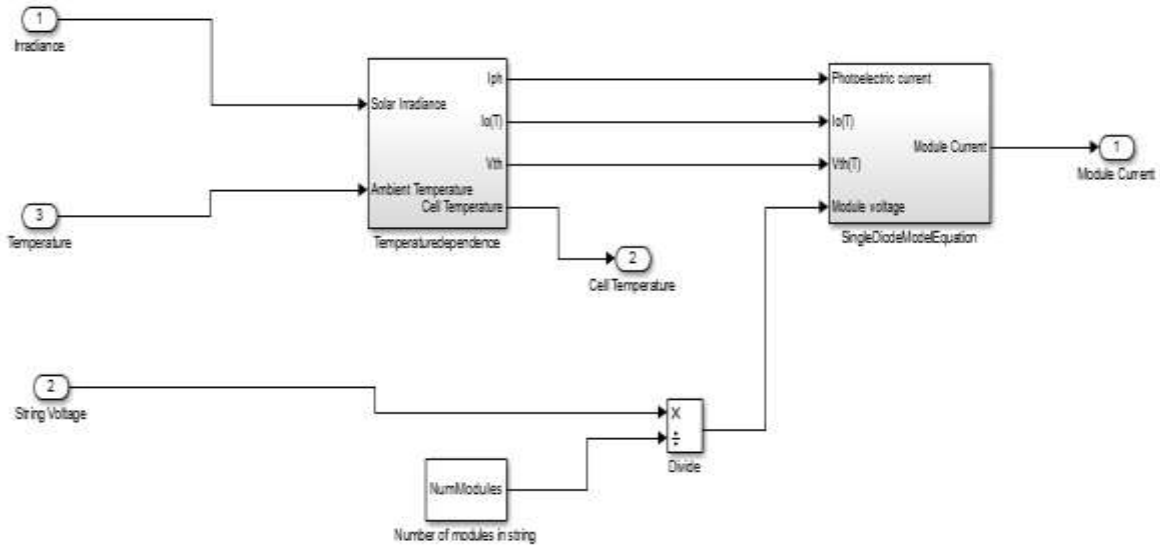 1
Irradiance
Solar Irradiance
Ambient Temperature
Iph
Io(T)
Vth
Cell Temperature
Temperaturedependence
3
Temperature
2
Cell Temperature
Photoelectric current
Io(T)
Vth(T)
Module voltage
Module Current
SingleDiodeModelEquation
1
Module Current
2
String Voltage
X
÷
Divide
NumModules
Number of modules in string